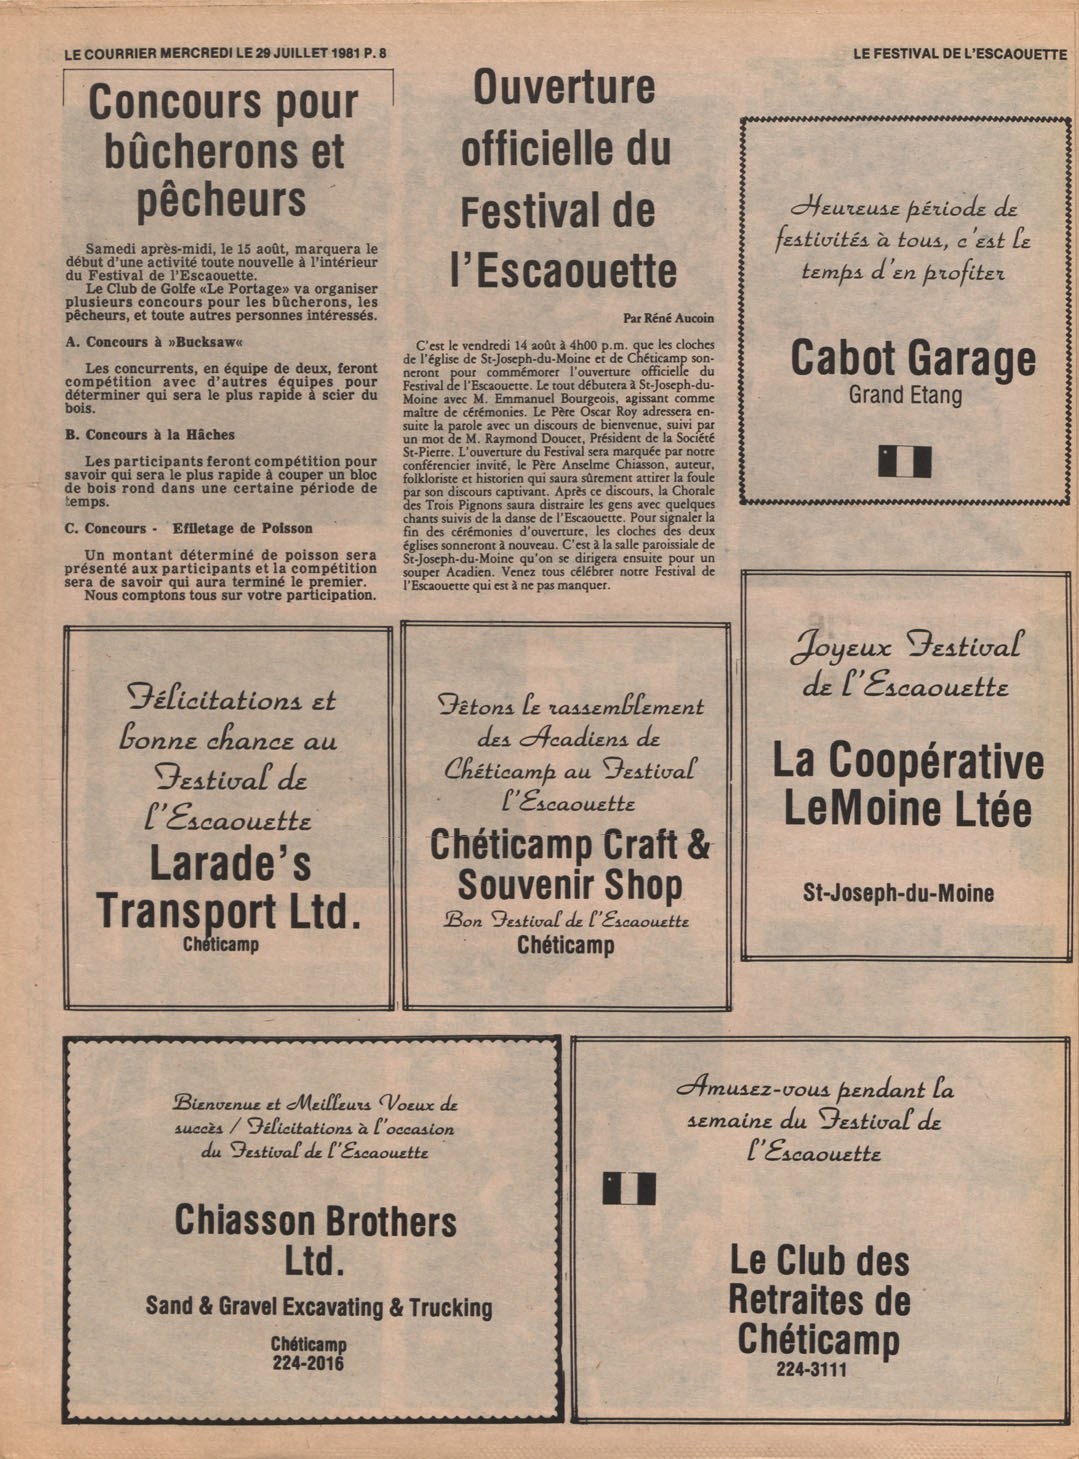 LE COURRIER MERCREDI LE 29 JUILLET 1981 P. 8
LE FESTIVAL DE L'ESCAOUETTE
Concours pour
bûcherons et
pêcheurs
Samedi après-midi, le 15 août, marquera le
début d'une activité toute nouvelle à l'intérieur
du Festival de l'Escaouette.
Le Club de Golfe «Le Portage» va organiser
plusieurs concours pour les bûcherons, les
pêcheurs, et toute autres personnes intéressés.
A. Concours à »Bucksaw«
Les concurrents, en équipe de deux, feront
compétition avec d'autres équipes pour
déterminer qui sera le plus rapide à scier du
bois.
B. Concours à la Hâches
Les participants feront compétition pour
savoir qui sera le plus rapide à couper un bloc
de bois rond dans une certaine période de
temps.
C. Concours - Efiletage de Poisson
Un montant déterminé de poisson sera
présenté aux participants et la compétition
sera de savoir qui aura terminé le premier.
Nous comptons tous sur votre participation.
Ouverture
officielle du
Festival de
l'Escaouette
Par Réné Aucoin
C'est le vendredi 14 août à 4h00 p.m. que les cloches
de l'église de St-Joseph-du-Moine et de Chéticamp son-
neront pour commémorer l'ouverture officielle du
Festival de l'Escaouette. Le tout débutera à St-Joseph-du-
Moine avec M. Emmanuel Bourgeois, agissant comme
maître de cérémonies. Le Père Oscar Roy adressera en-
suite la parole avec un discours de bienvenue, suivi par
un mot de M. Raymond Doucet, Président de la Société
St-Pierre. L'ouverture du Festival sera marquée par notre
conférencier invité, le Père Anselme Chiasson, auteur,
folkloriste et historien qui saura sûrement attirer la foule
par son discours captivant. Après ce discours, la Chorale
des Trois Pignons saura distraire les gens avec quelques
chants suivis de la danse de l'Escaouette. Pour signaler la
fin des cérémonies d'ouverture, les cloches des deux
églises sonneront à nouveau. C'est à la salle paroissiale de
St-Joseph-du-Moine qu'on se dirigera ensuite pour un
souper Acadien. Venez tous célébrer notre Festival de
l'Escaouette qui est à ne pas manquer.
Heureuse période de
festivités à tous, c'est le
temps d'en profiter
Cabot Garage
Grand Etang
Joyeux Festival
de l'Escaouette
La Coopérative
LeMoine Ltée
St-Joseph-du-Moine
Félicitations et
bonne chance au
Festival de
l'Escaouette
Larade's
Transport Ltd.
Chéticamp
Fêtons le rassemblement
des Acadiens de
Chéticamp au Festival
l'Escaouette
Chéticamp Craft &
Souvenir Shop
Bon Festival de l'Escaouette
Chéticamp
Bienvenue et Meilleurs Voeux de
succès / Félicitations à l'occasion
du Festival de l'Escaouette
Chiasson Brothers
Ltd.
Sand & Gravel Excavating & Trucking
Chéticamp
224-2016
Amusez-vous pendant la
semaine du Festival de
l'Escaouette
Le Club des
Retraites de
Chéticamp
224-3111